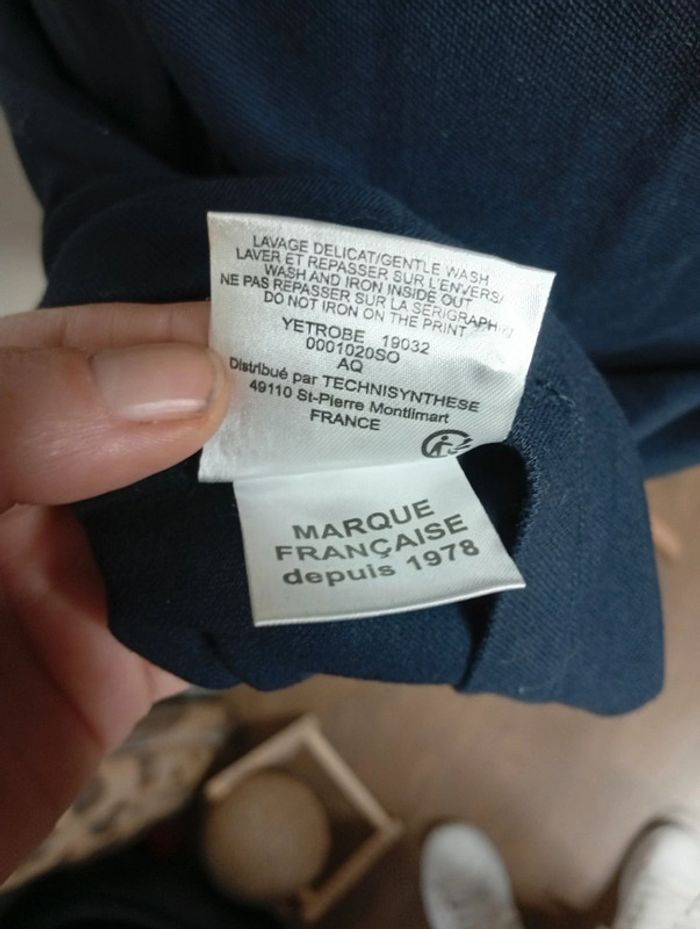 LAVAGE DELICAT/GENTLE WASH
LAVER ET REPASSER SUR L'ENVERS/
WASH AND IRON INSIDE OUT
NE PAS REPASSER SUR LA SERIGRAPHIE/
DO NOT IRON ON THE PRINT
YETROBE 19032
0001020SO
AQ
Distribué par TECHNISYNTHESE
49110 St-Pierre Montlimart
FRANCE
MARQUE
FRANÇAISE
depuis 1978